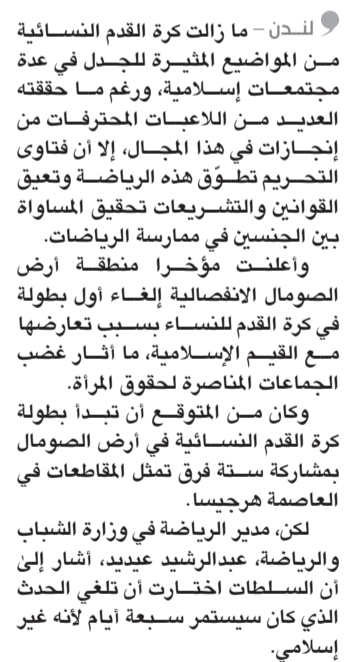 لندن – ما زالت كرة القدم النسائية
من المواضيع المثيرة للجدل في عدة
مجتمعات إسلامية، ورغم ما حققته
العديد من اللاعبات المحترفات من
إنجازات في هذا المجال، إلا أن فتاوى
التحريم تطوّق هذه الرياضة وتعيق
القوانين والتشريعات تحقيق المساواة
بين الجنسين في ممارسة الرياضات.
وأعلنت مؤخرا منطقة أرض
الصومال الانفصالية إلغاء أول بطولة
في كرة القدم للنساء بسبب تعارضها
مع القيم الإسلامية، ما أثار غضب
الجماعات المناصرة لحقوق المرأة.
وكان من المتوقع أن تبدأ بطولة
كرة القدم النسائية في أرض الصومال
بمشاركة ستة فرق تمثل المقاطعات في
العاصمة هرجيسا.
لكن، مدير الرياضة في وزارة الشباب
والرياضة، عبدالرشيد عيديد، أشار إلىٰ
أن السلطات اختارت أن تلغي الحدث
الذي كان سيستمر سبعة أيام لأنه غير
إسلامي.